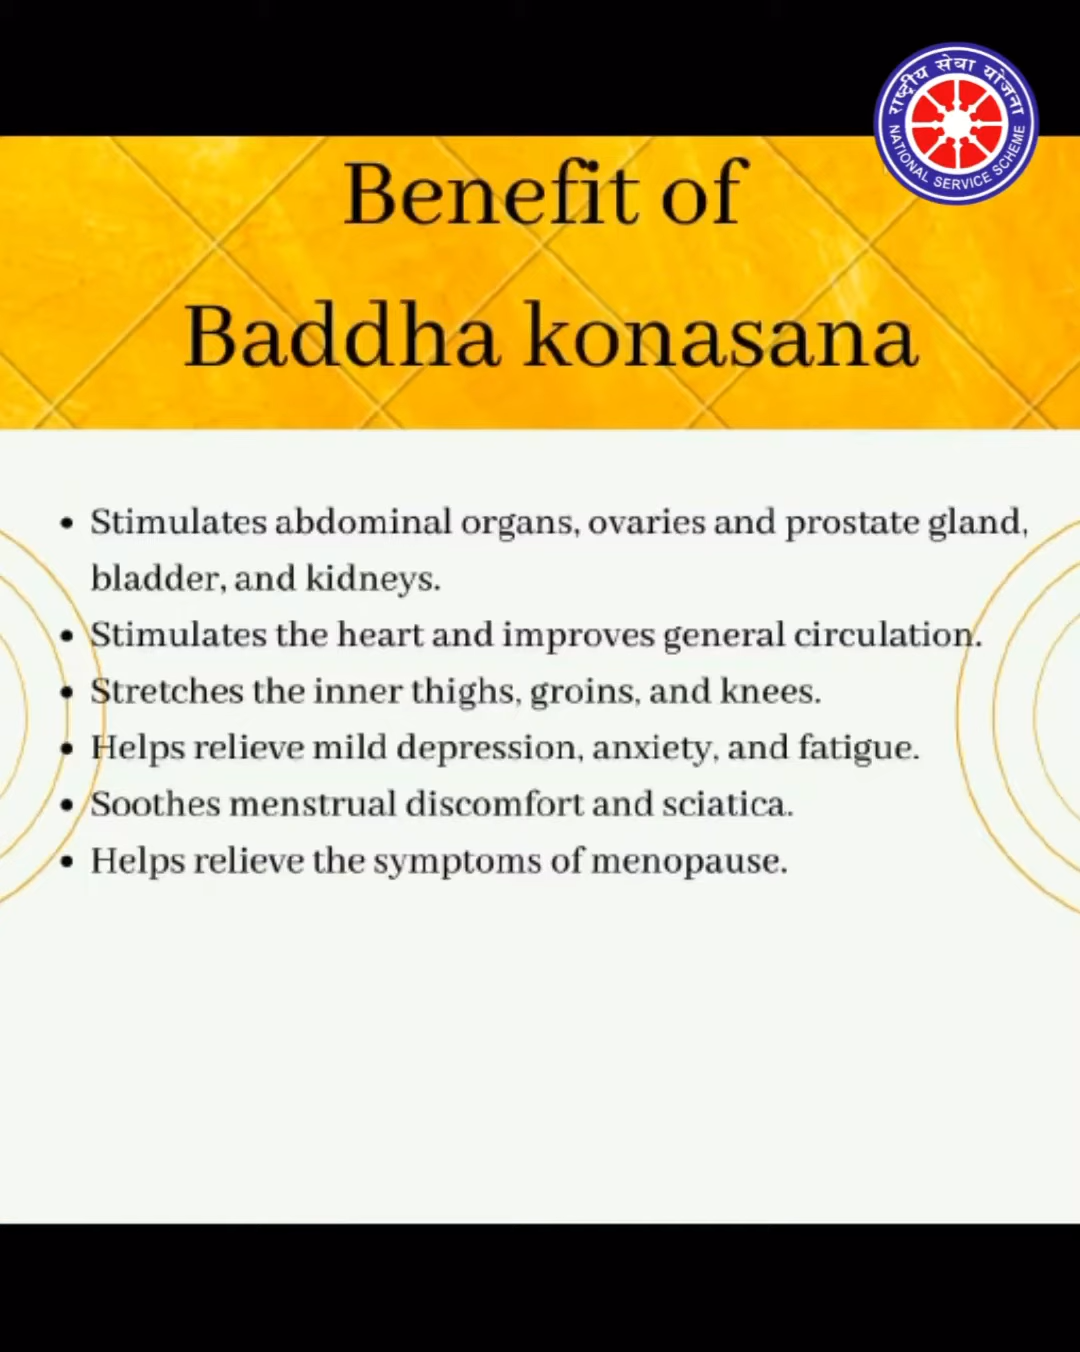 राष्ट्रीय सेवा योजना
NATIONAL SERVICE SCHEME
Benefit of
Baddha konasana
• Stimulates abdominal organs, ovaries and prostate gland,
bladder, and kidneys.
• Stimulates the heart and improves general circulation.
• Stretches the inner thighs, groins, and knees.
• Helps relieve mild depression, anxiety, and fatigue.
• Soothes menstrual discomfort and sciatica.
• Helps relieve the symptoms of menopause.